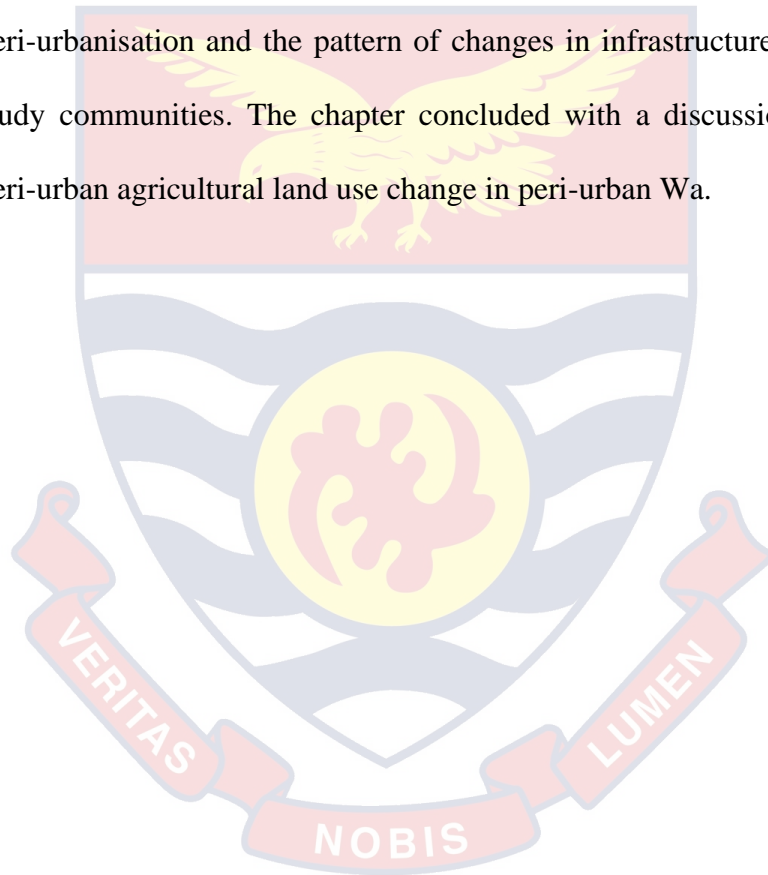 eri-urbanisation and the pattern of changes in infrastructure
udy communities. The chapter concluded with a discussi
eri-urban agricultural land use change in peri-urban Wa.
VERITAS
NOBIS
LUMEN